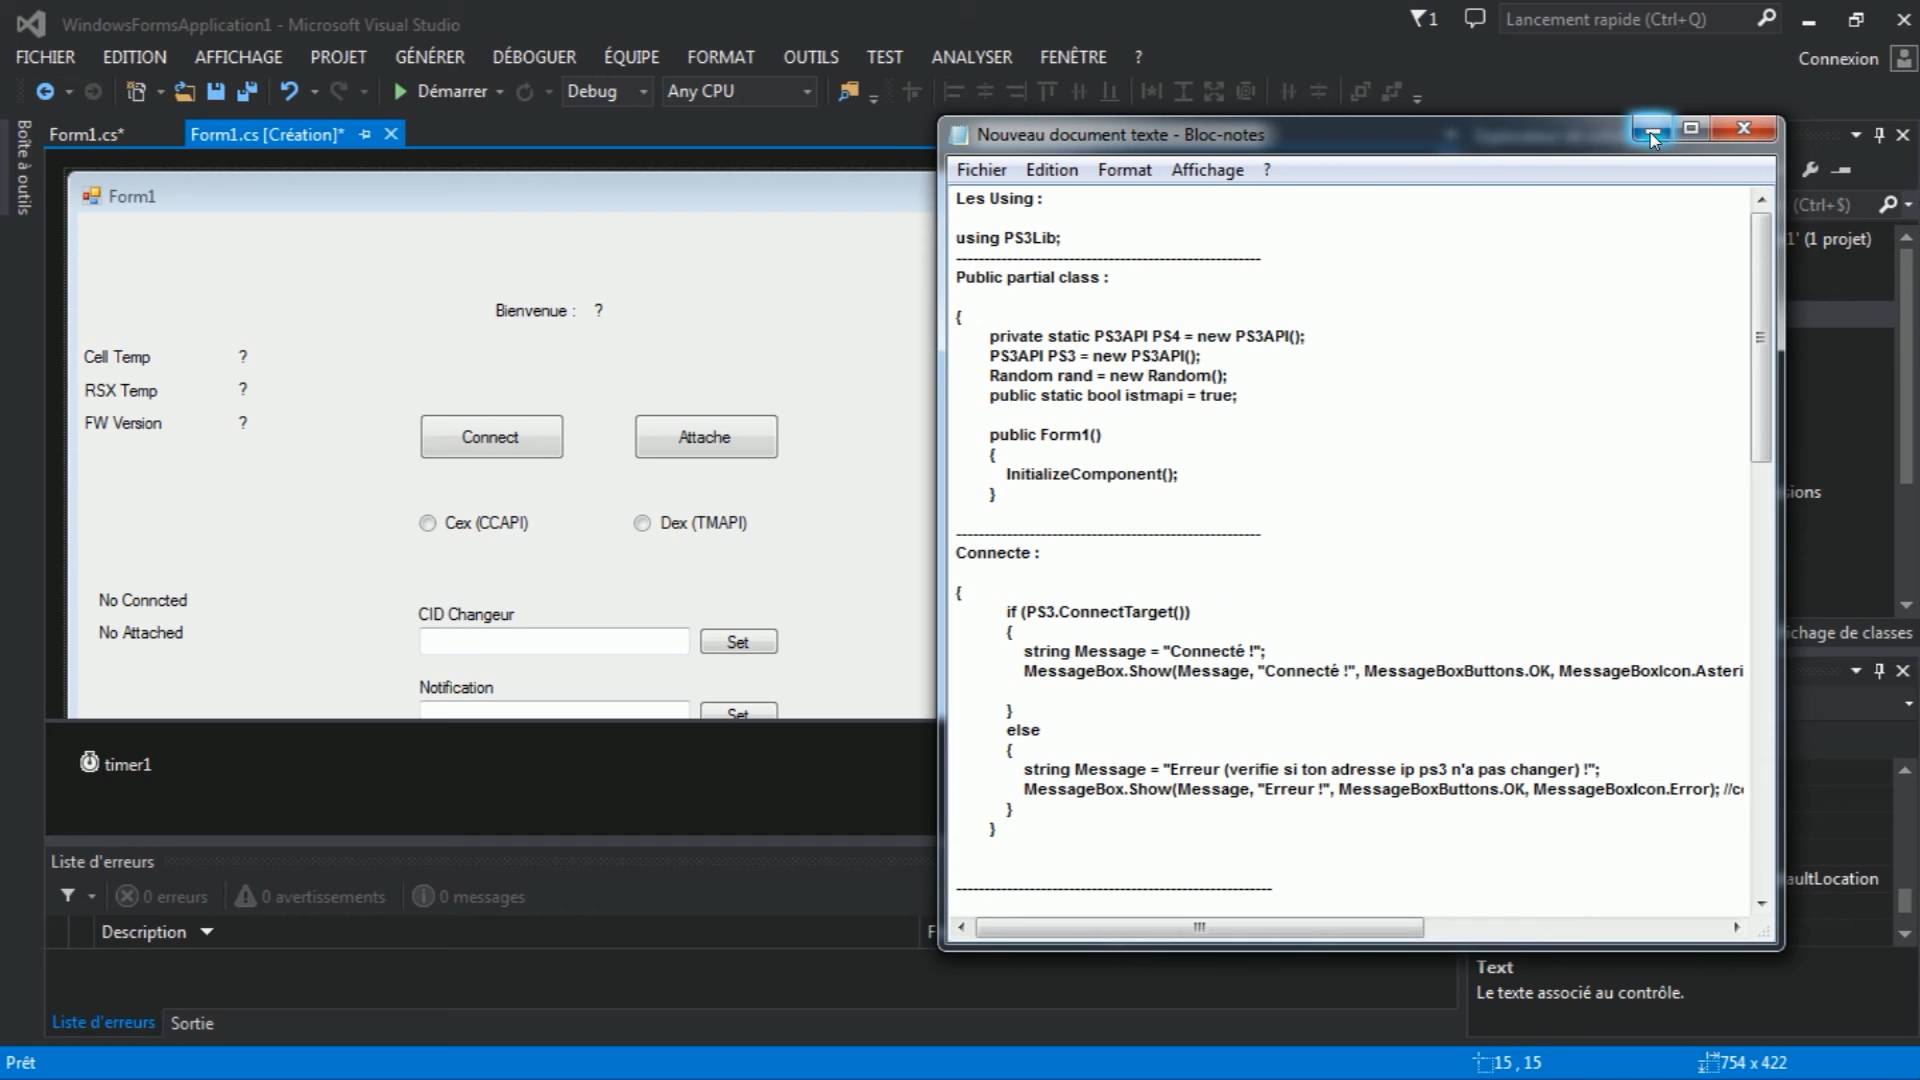 WindowsFormsApplication1 - Microsoft Visual Studio
1
Lancement rapide (Ctrl+Q)
FICHIER EDITION AFFICHAGE PROJET GÉNÉRER DÉBOGUER ÉQUIPE FORMAT OUTILS TEST ANALYSER FENÊTRE ?
Connexion
Démarrer Debug Any CPU
Boîte à outils
Form1.cs* Form1.cs [Création]*
Form1
Bienvenue : ?
Cell Temp ?
RSX Temp ?
FW Version ?
Connect Attache
Cex (CCAPI) Dex (TMAPI)
No Conncted
No Attached
CID Changeur
Set
Notification
Set
timer1
Nouveau document texte - Bloc-notes
Fichier Edition Format Affichage ?
Les Using :
using PS3Lib;
-------------------------------------------------------
Public partial class :
{
private static PS3API PS4 = new PS3API();
PS3API PS3 = new PS3API();
Random rand = new Random();
public static bool istmapi = true;
public Form1()
{
InitializeComponent();
}
-------------------------------------------------------
Connecte :
{
if (PS3.ConnectTarget())
{
string Message = "Connecté !";
MessageBox.Show(Message, "Connecté !", MessageBoxButtons.OK, MessageBoxIcon.Asteri
}
else
{
string Message = "Erreur (verifie si ton adresse ip ps3 n'a pas changer) !";
MessageBox.Show(Message, "Erreur !", MessageBoxButtons.OK, MessageBoxIcon.Error); //c
}
}
---------------------------------------------------------
(Ctrl+$)
1' (1 projet)
ions
ichage de classes
aultLocation
Text
Le texte associé au contrôle.
Liste d'erreurs
0 erreurs 0 avertissements 0 messages
Description F
Liste d'erreurs Sortie
Prêt
15 , 15
754 x 422